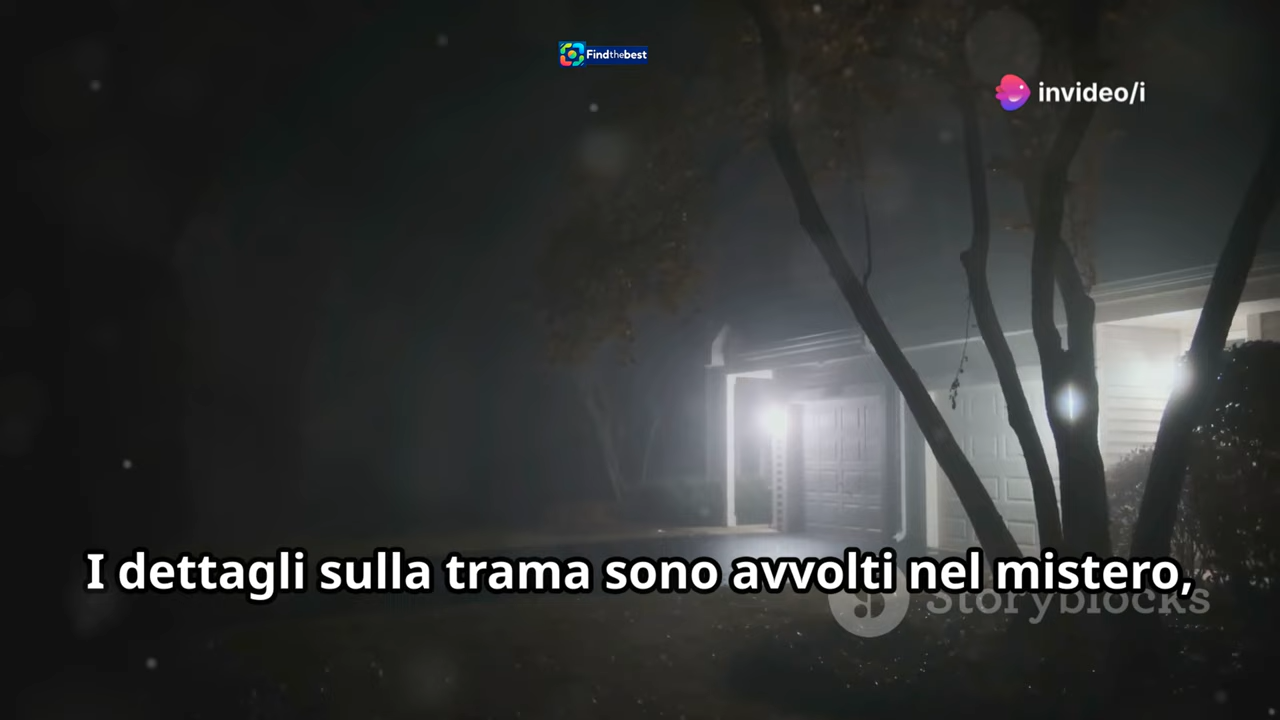 Findthebest
invideo/i
I dettagli sulla trama sono avvolti nel mistero,
Storyblocks